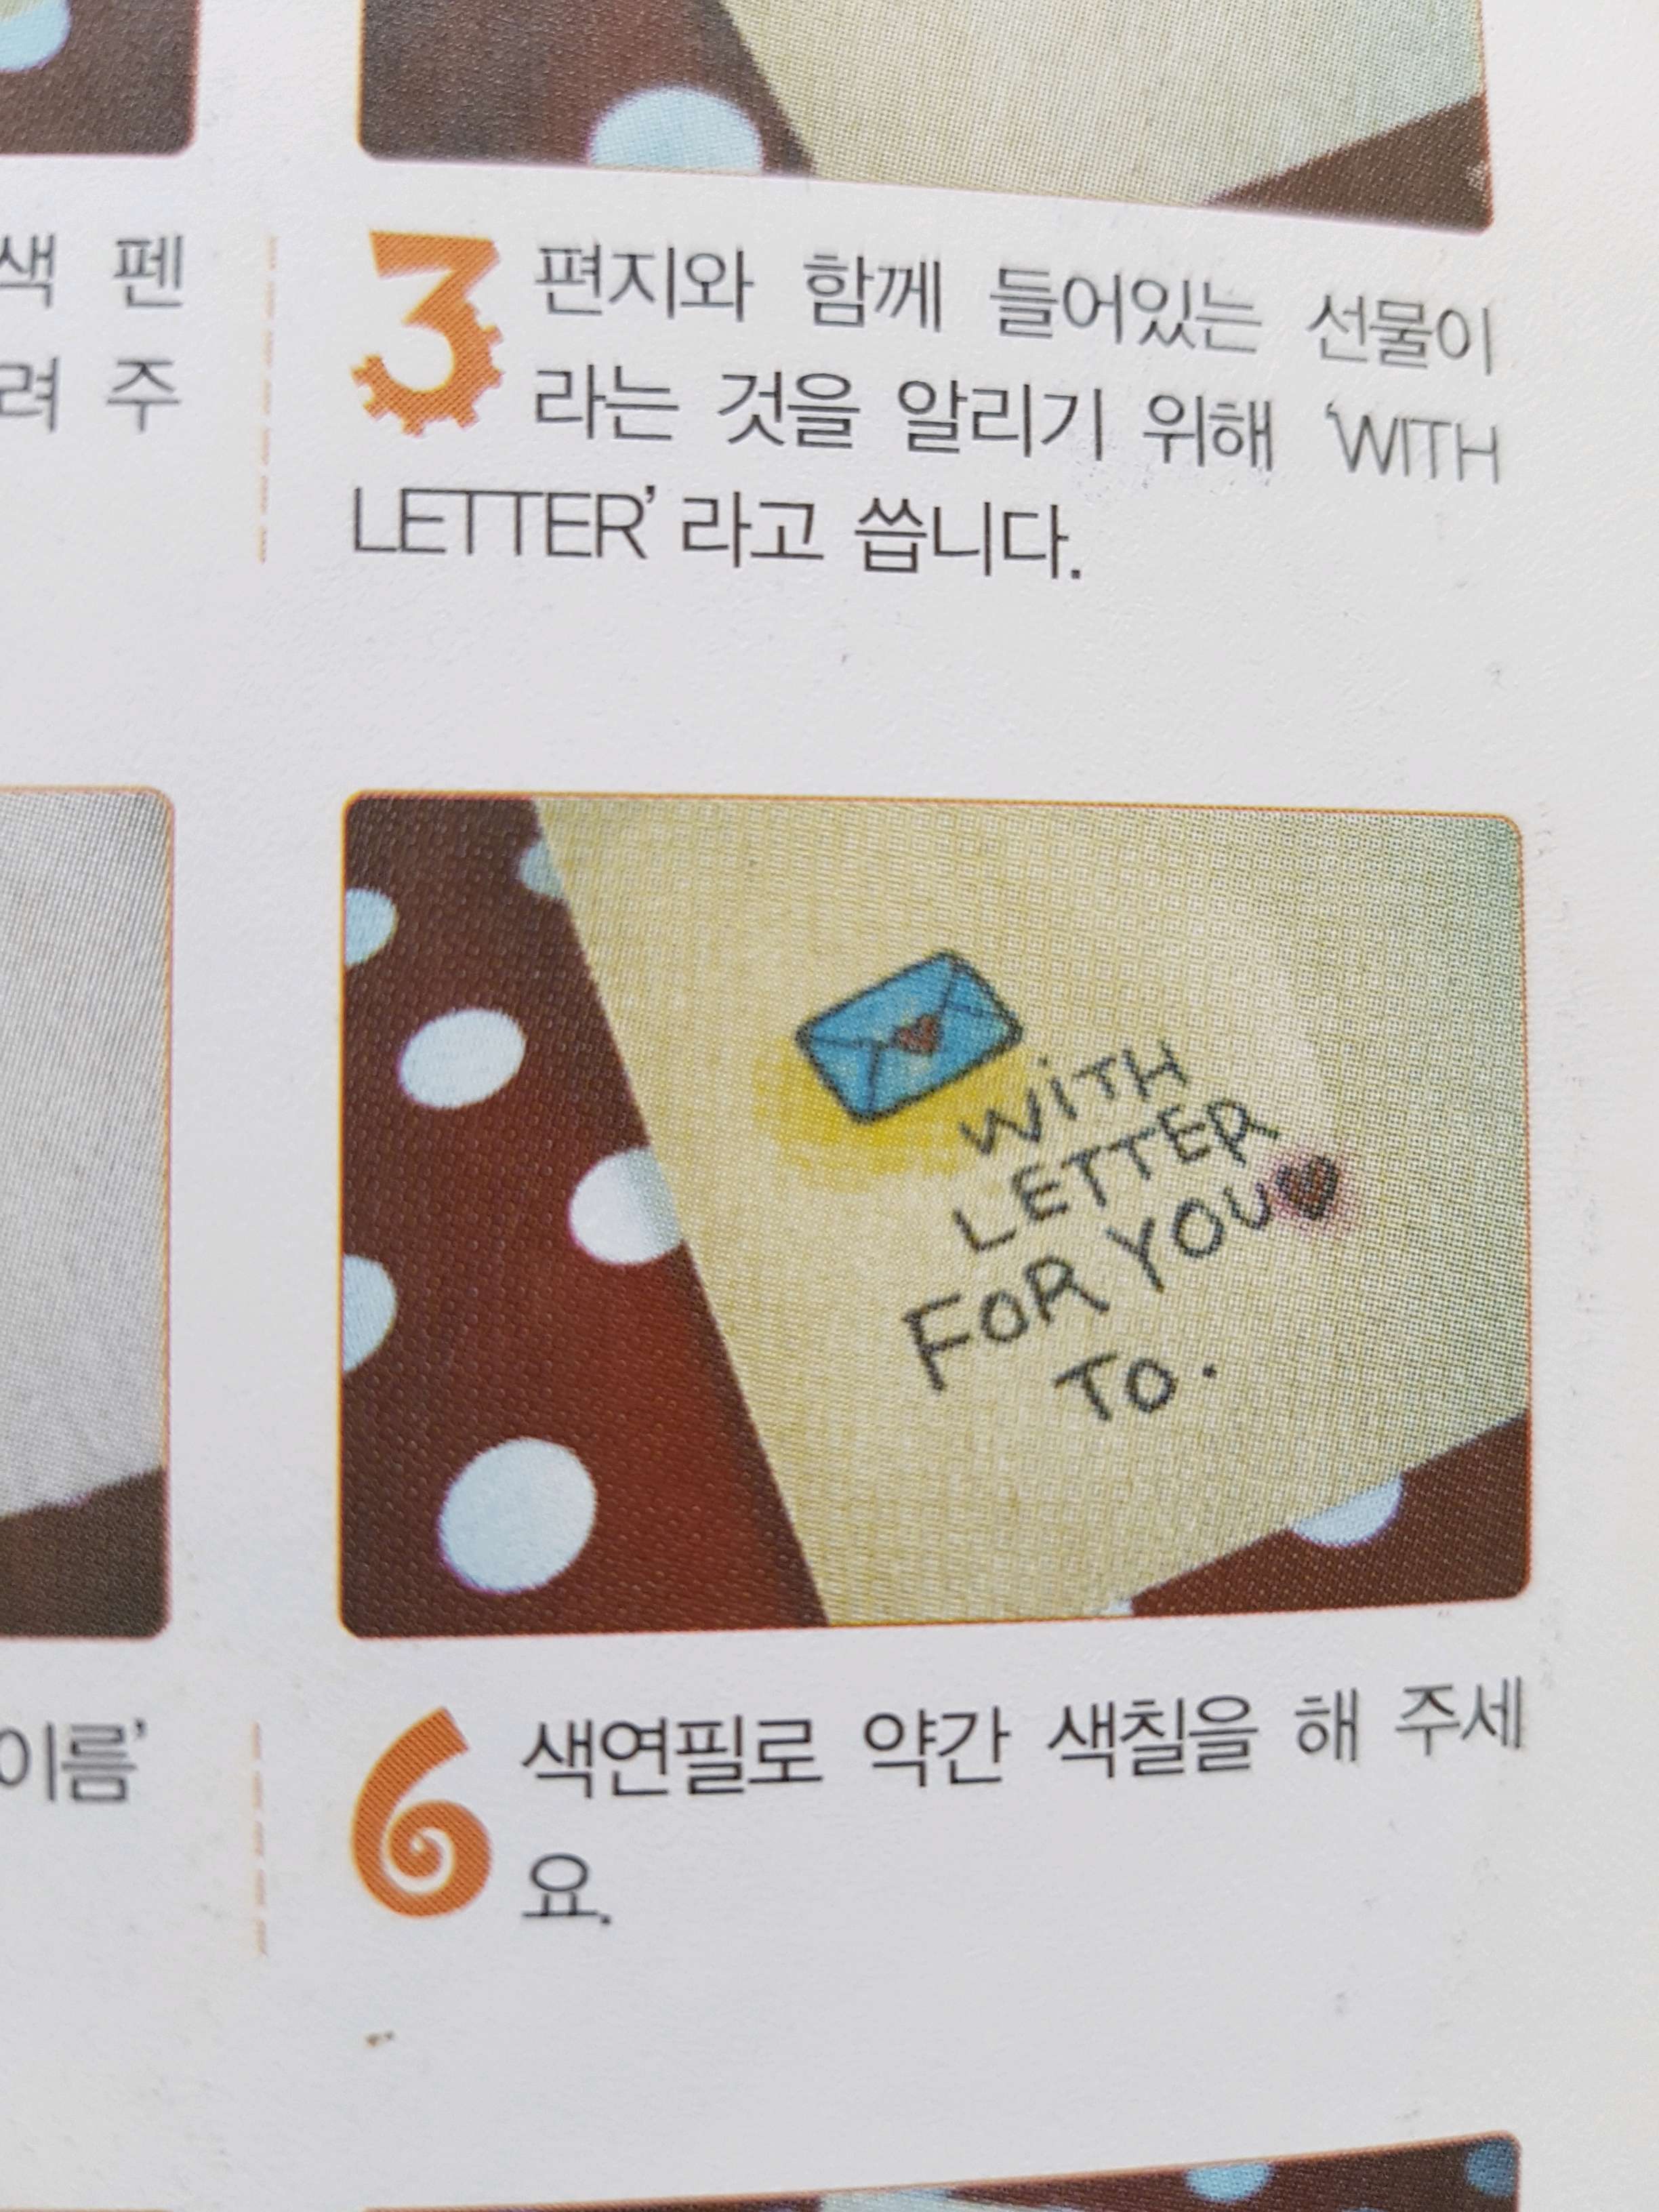 색 펜
려 주
3 편지와 함께 들어있는 선물이
라는 것을 알리기 위해 'WITH
LETTER' 라고 씁니다.
WiTH
LETTER
FOR YOU♥
TO.
이름'
6 색연필로 약간 색칠을 해 주세
요.